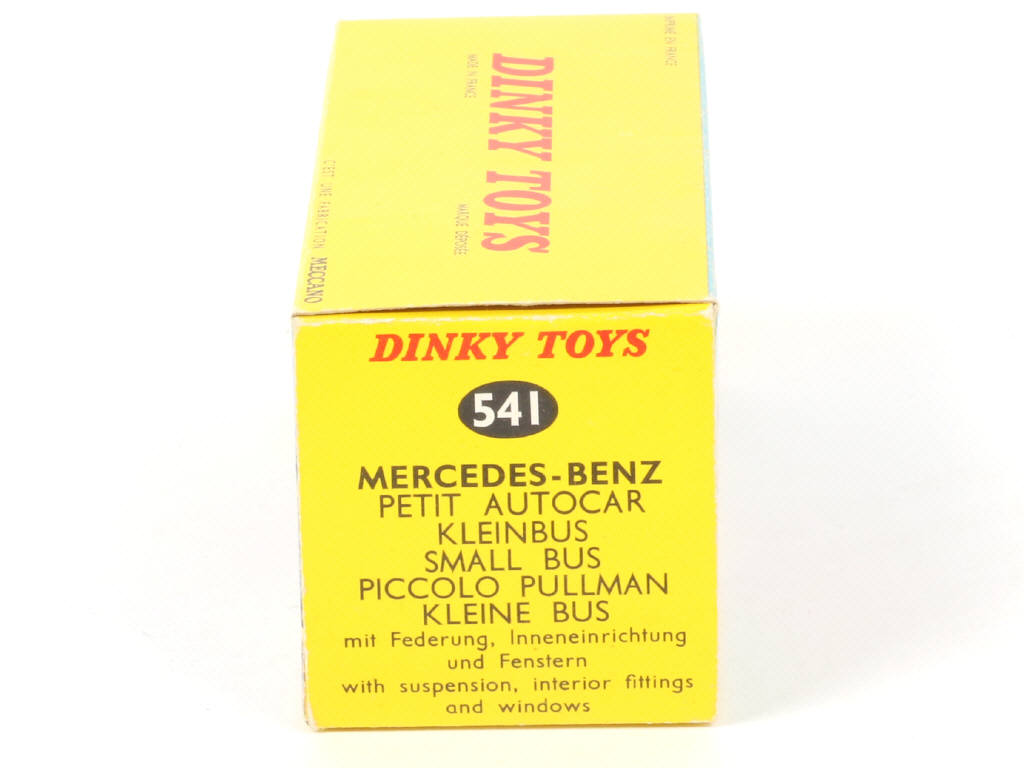 IMPRIMÉ EN FRANCE
DINKY TOYS
MADE IN FRANCE
MARQUE DÉPOSÉE
C'EST UNE FABRICATION MECCANO
DINKY TOYS
541
MERCEDES-BENZ
PETIT AUTOCAR
KLEINBUS
SMALL BUS
PICCOLO PULLMAN
KLEINE BUS
mit Federung, Inneneinrichtung
und Fenstern
with suspension, interior fittings
and windows